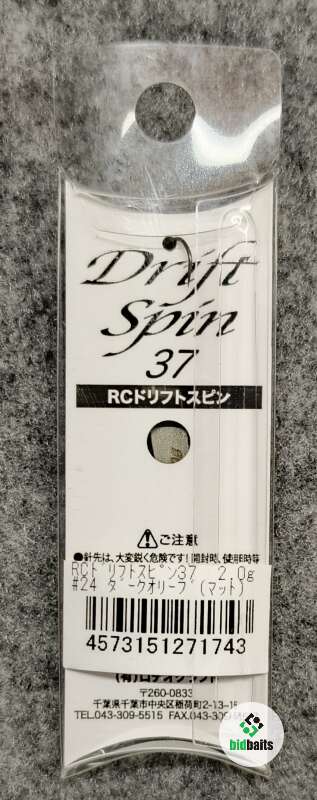 Drift
Spin
37
RCドリフトスピン
ご注意
●針先は、大変鋭く危険です!開封時、使用時等
RCドリフトスピン37 2.0g
#24 ダークオリーブ(マット)
4573151271743
〒260-0833
千葉県千葉市中央区稲荷町2-13-15
TEL.043-309-5515 FAX.043-309-
bidbaits